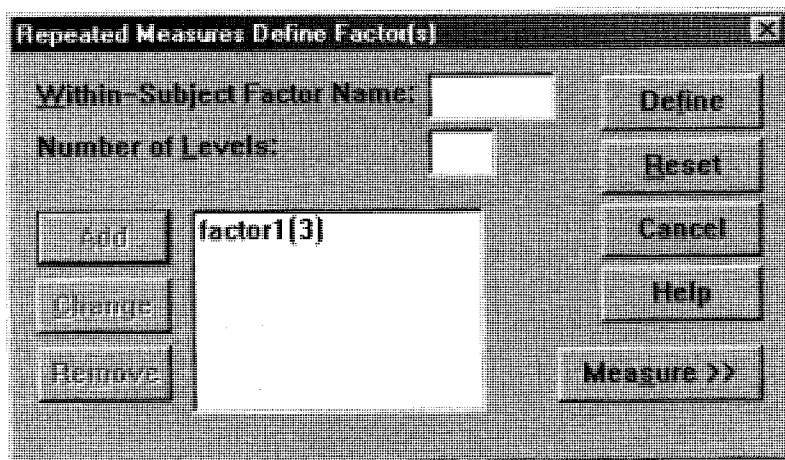 Repeated Measures Define Factor(s)
Within-Subject Factor Name:
Define
Number of Levels:
Reset
Add
factor1(3)
Cancel
Change
Help
Remove
Measure >>